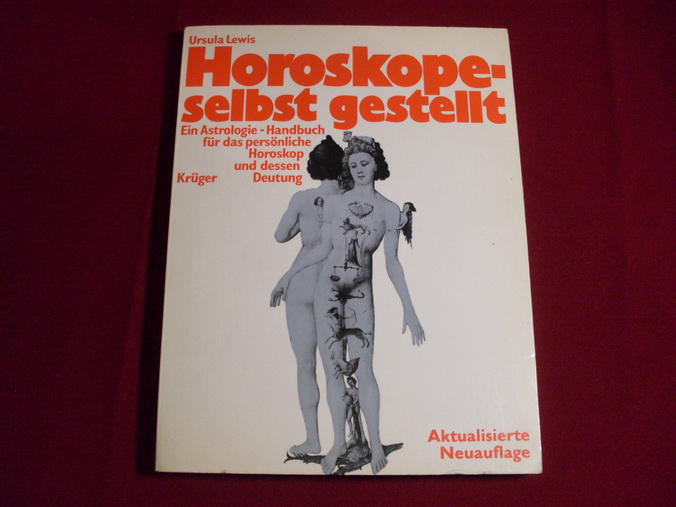 Ursula Lewis
Horoskope-
selbst gestellt
Ein Astrologie-Handbuch
für das persönliche
Horoskop
und dessen
Krüger Deutung
Aktualisierte
Neuauflage